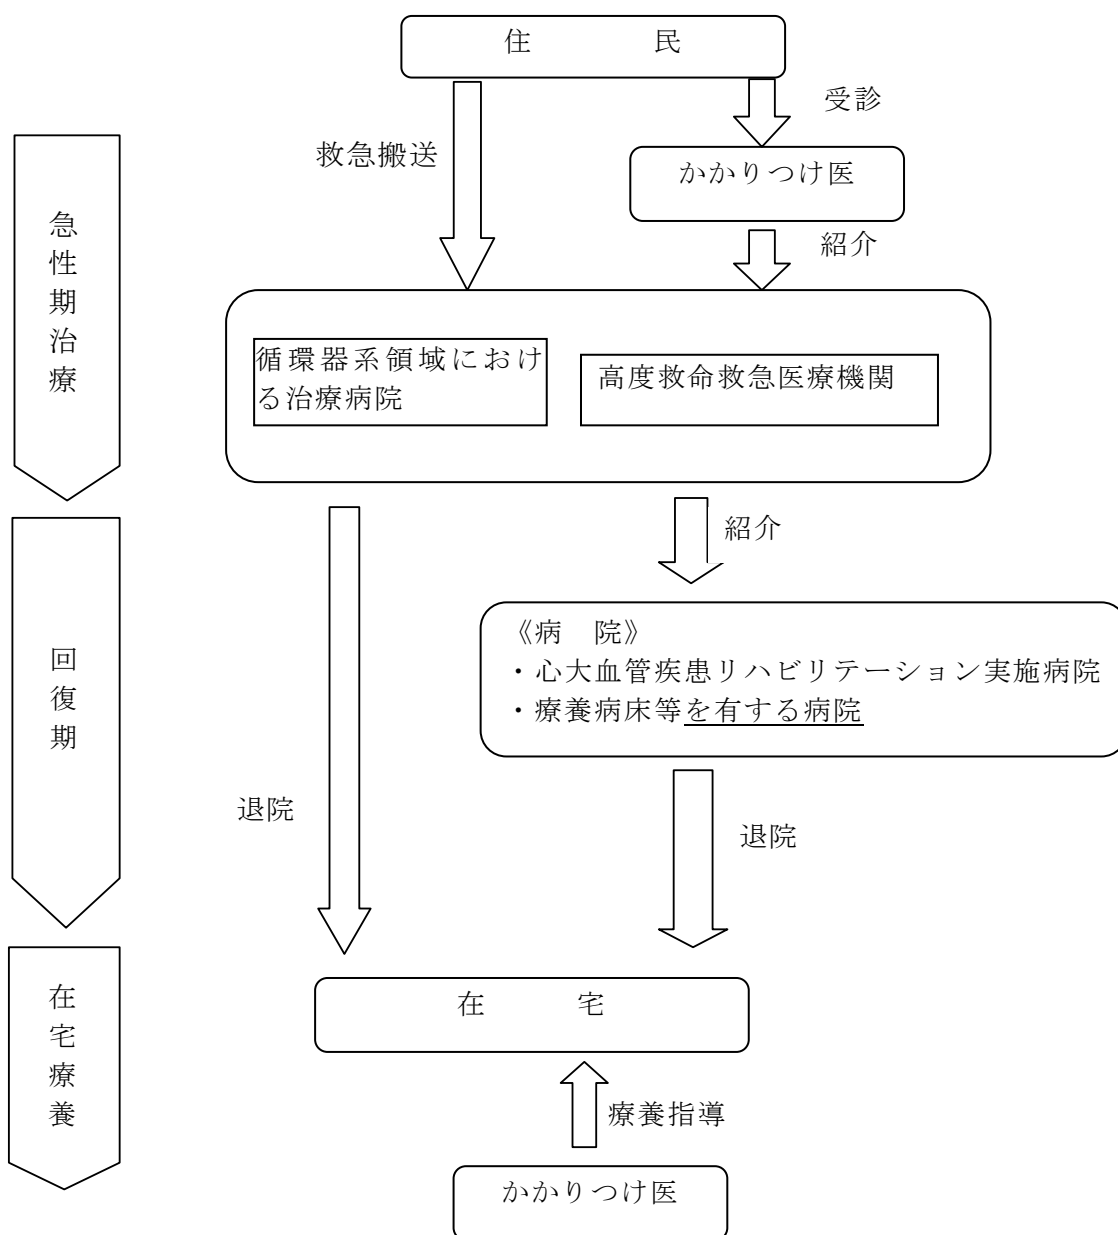 住　　　民
受診
救急搬送
かかりつけ医
紹介
急性期治療
循環器系領域におけ
る治療病院
高度救命救急医療機関
紹介
回復期
《病　院》
・心大血管疾患リハビリテーション実施病院
・療養病床等を有する病院
退院
退院
在宅療養
在　　　宅
療養指導
かかりつけ医